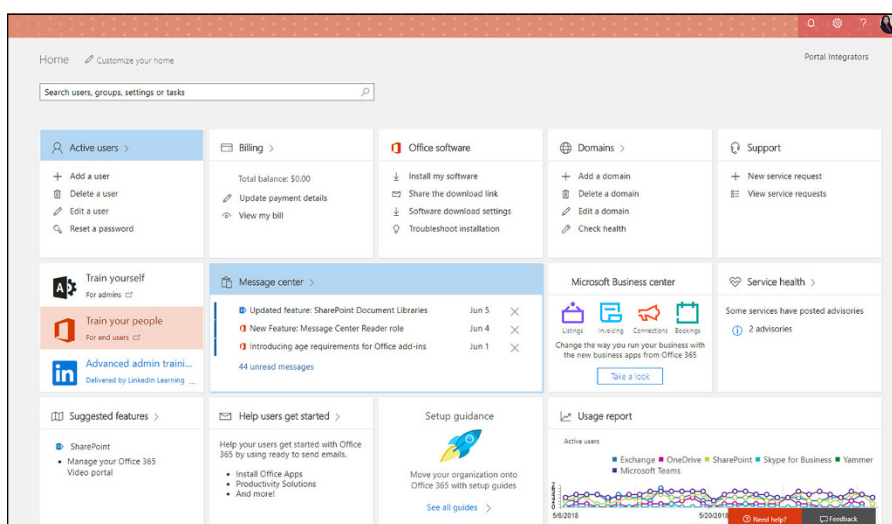 Home Customize your home Portal Integrators
Search users, groups, settings or tasks
Active users >
Add a user
Delete a user
Edit a user
Reset a password
Billing >
Total balance: $0.00
Update payment details
View my bill
Office software
Install my software
Share the download link
Software download settings
Troubleshoot installation
Domains >
Add a domain
Delete a domain
Edit a domain
Check health
Support
New service request
View service requests
Train yourself
For admins
Train your people
For end users
Advanced admin traini...
Delivered by LinkedIn Learning ...
Message center >
Updated feature: SharePoint Document Libraries Jun 5
New Feature: Message Center Reader role Jun 4
Introducing age requirements for Office add-ins Jun 1
44 unread messages
Microsoft Business center
Listings Invoicing Connections Bookings
Change the way you run your business with
the new business apps from Office 365
Take a look
Service health >
Some services have posted advisories
2 advisories
Suggested features >
SharePoint
• Manage your Office 365
Video portal
Help users get started >
Help your users get started with Office
365 by using ready to send emails.
• Install Office Apps
• Productivity Solutions
• And more!
Setup guidance
Move your organization onto
Office 365 with setup guides
See all guides >
Usage report
Active users
Exchange OneDrive SharePoint Skype for Business Yammer
Microsoft Teams
5/6/2018 5/20/2018
Need help? Feedback